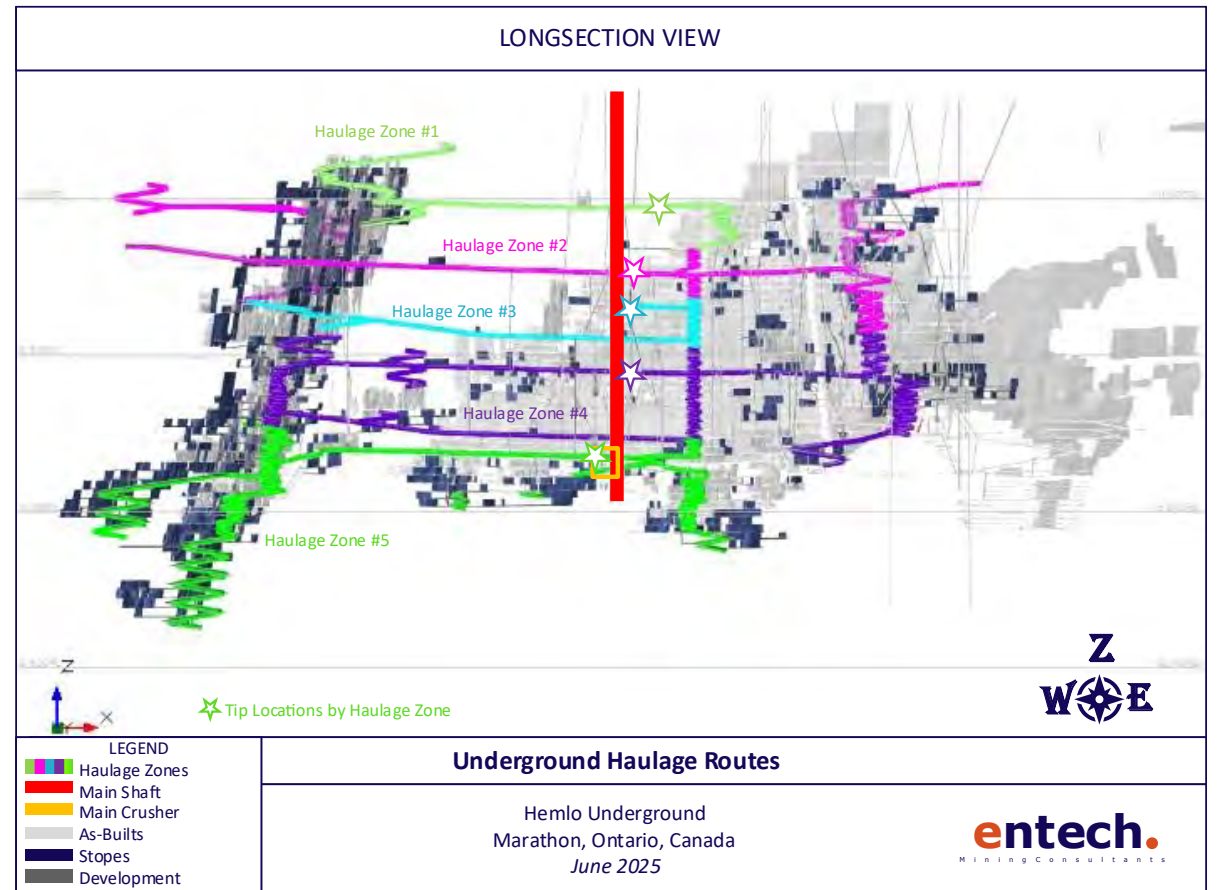 LONGSECTION VIEW
Haulage Zone #1
Haulage Zone #2
Haulage Zone #3
Haulage Zone #4
Haulage Zone #5
Z
W E
Z
X
Tip Locations by Haulage Zone
LEGEND
Haulage Zones
Main Shaft
Main Crusher
As-Builts
Stopes
Development
Underground Haulage Routes
Hemlo Underground
Marathon, Ontario, Canada
June 2025
entech.
MiningConsultants